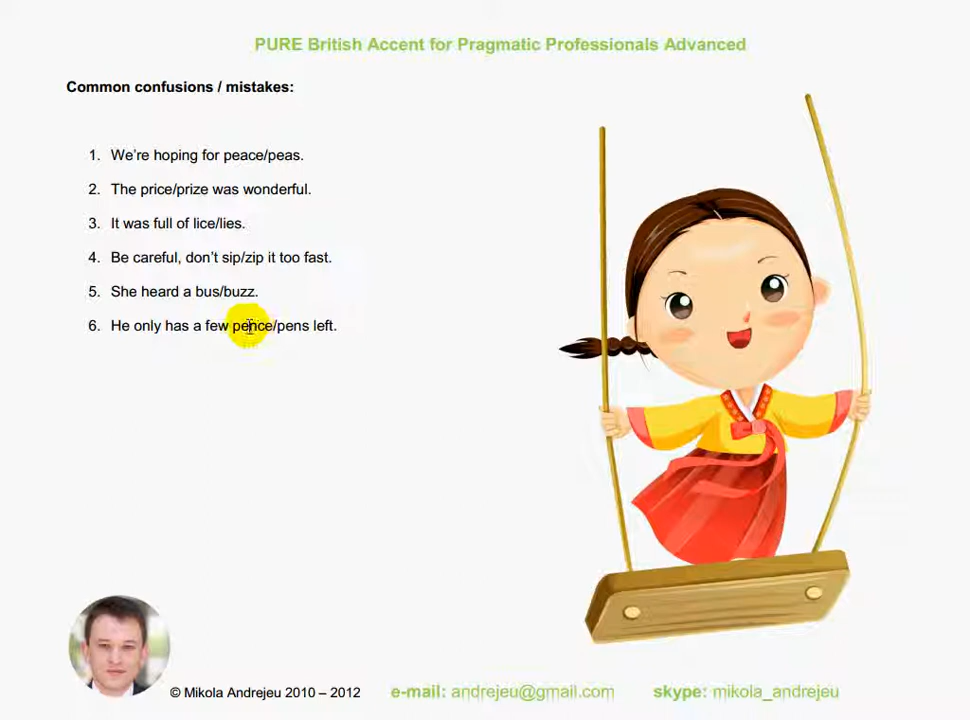 PURE British Accent for Pragmatic Professionals Advanced
Common confusions / mistakes:
1. We're hoping for peace/peas.
2. The price/prize was wonderful.
3. It was full of lice/lies.
4. Be careful, don't sip/zip it too fast.
5. She heard a bus/buzz.
6. He only has a few pence/pens left.
© Mikola Andrejeu 2010 – 2012 e-mail: andrejeu@gmail.com skype: mikola_andrejeu